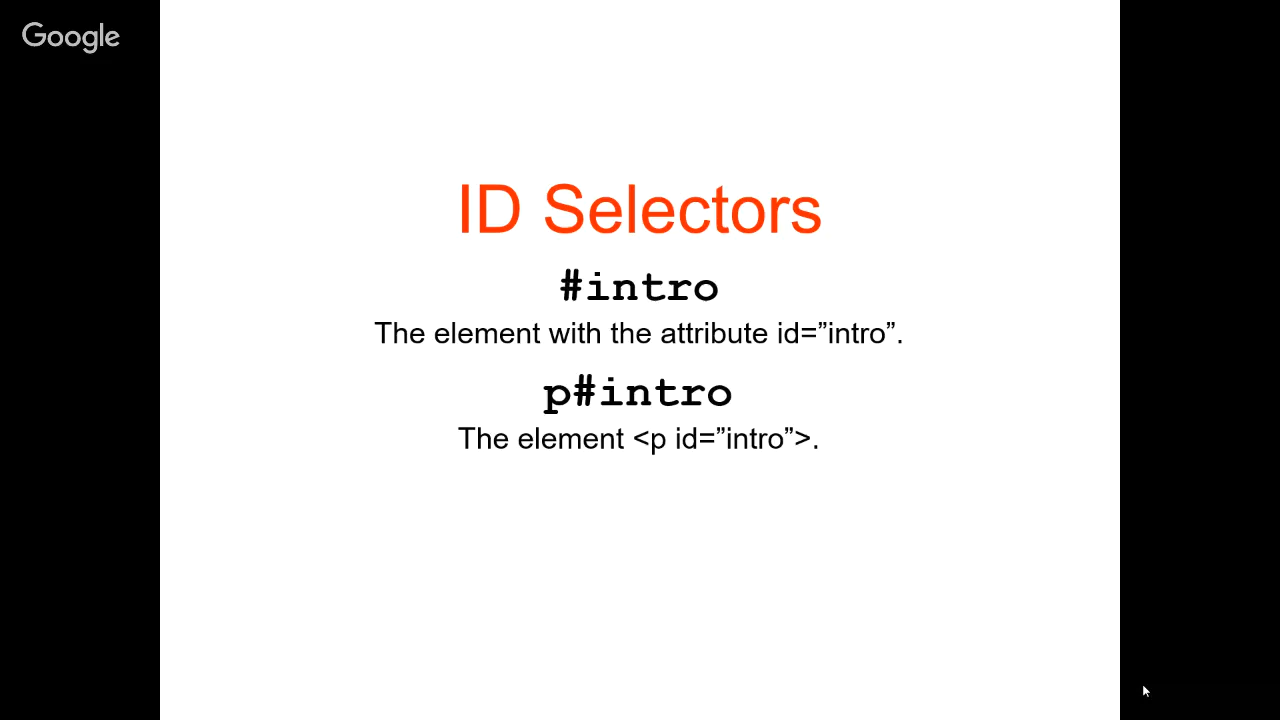 Google
ID Selectors
#intro
The element with the attribute id=”intro”.
p#intro
The element <p id=”intro”>.